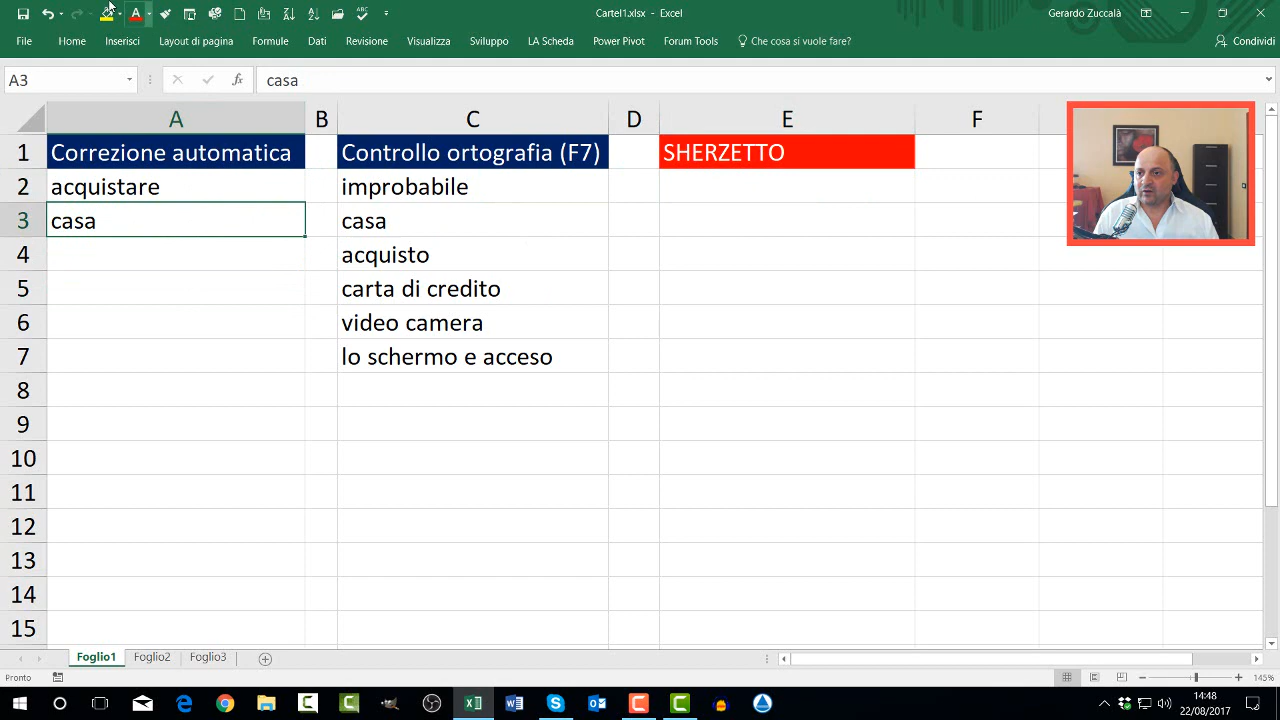 Cartel1.xlsx – Excel
Gerardo Zuccalà
File Home Inserisci Layout di pagina Formule Dati Revisione Visualizza Sviluppo LA Scheda Power Pivot Forum Tools Che cosa si vuole fare? Condividi
A3 fx casa
A B C D E F
1 Correzione automatica Controllo ortografia (F7) SHERZETTO
2 acquistare improbabile
3 casa casa
4 acquisto
5 carta di credito
6 video camera
7 lo schermo e acceso
8
9
10
11
12
13
14
15
Foglio1 Foglio2 Foglio3
Pronto 145%
14:48
22/08/2017